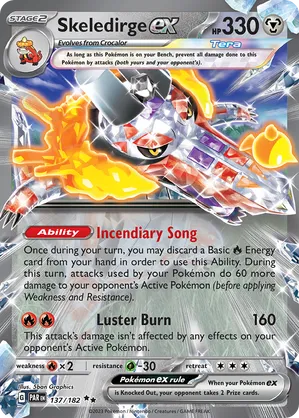 STAGE2 Skeledirge ex HP 330
Evolves from Crocalor Tera
As long as this Pokémon is on your Bench, prevent all damage done to this
Pokémon by attacks (both yours and your opponent's).
Ability Incendiary Song
Once during your turn, you may discard a Basic Energy
card from your hand in order to use this Ability. During
this turn, attacks used by your Pokémon do 60 more
damage to your opponent's Active Pokémon (before applying
Weakness and Resistance).
Luster Burn 160
This attack's damage isn't affected by any effects on your
opponent's Active Pokémon.
weakness ×2 resistance -30 retreat
Illus. 5ban Graphics
Pokémon ex rule When your Pokémon ex
is Knocked Out, your opponent takes 2 Prize cards.
G PAR EN 137/182 ★★
©2023 Pokémon / Nintendo / Creatures / GAME FREAK